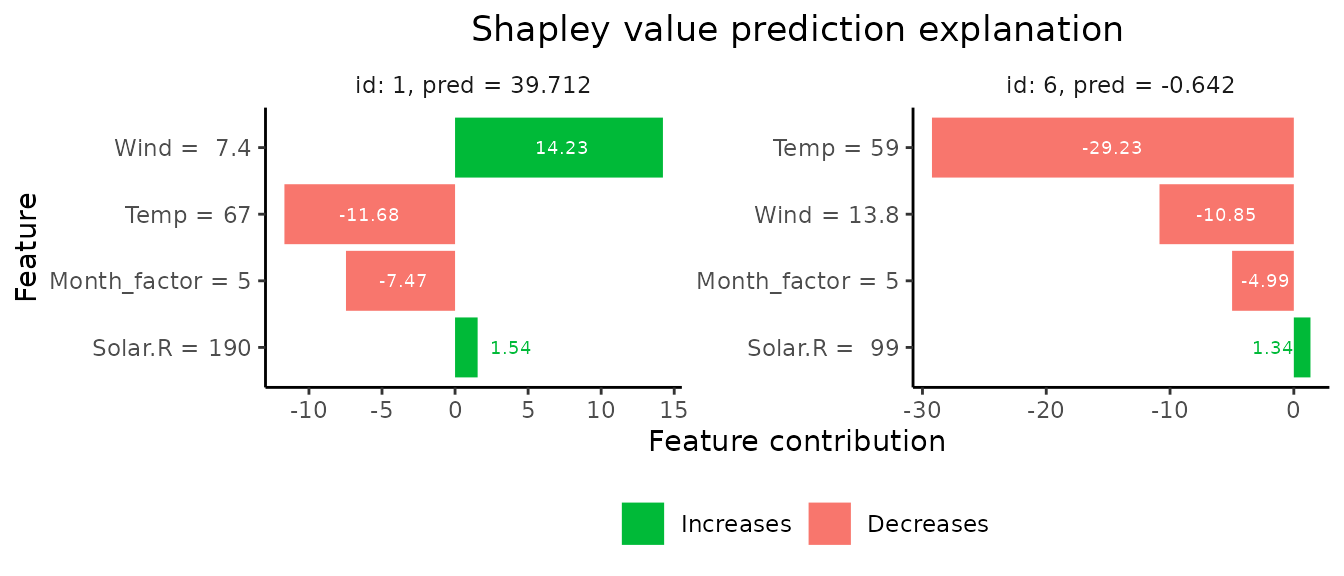 Shapley value prediction explanation
id: 1, pred = 39.712
id: 6, pred = -0.642
Feature
Wind =  7.4
14.23
Temp = 67
-11.68
Month_factor = 5
-7.47
Solar.R = 190
1.54
-10 -5 0 5 10 15
Temp = 59
-29.23
Wind = 13.8
-10.85
Month_factor = 5
-4.99
Solar.R =  99
1.34
-30 -20 -10 0
Feature contribution
Increases Decreases